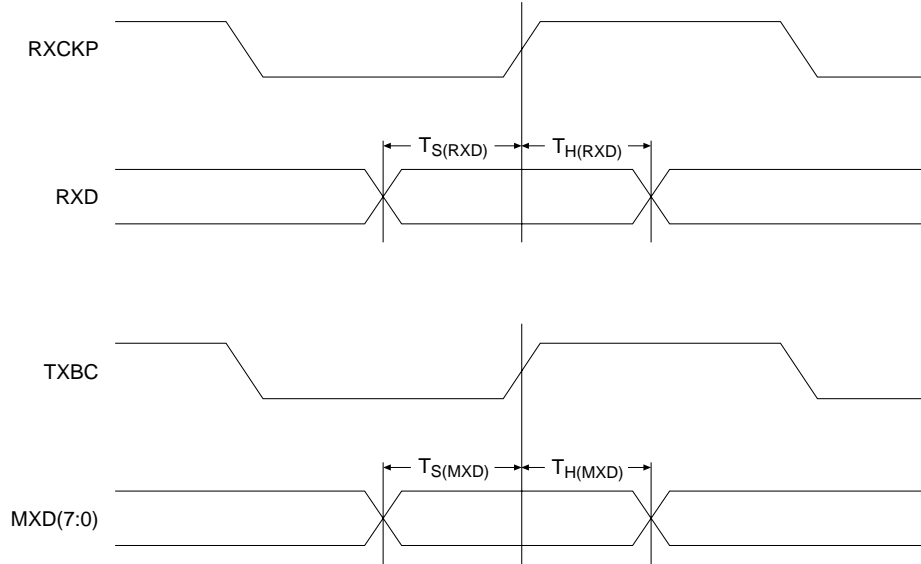 RXCKP
T_S(RXD) T_H(RXD)
RXD
TXBC
T_S(MXD) T_H(MXD)
MXD(7:0)